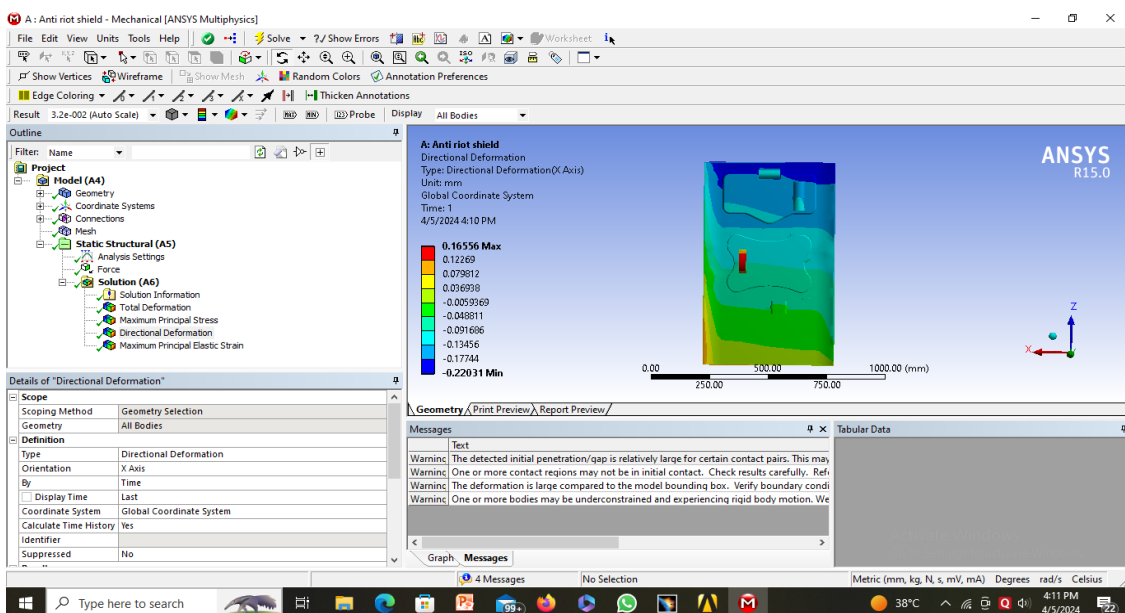 A : Anti riot shield - Mechanical [ANSYS Multiphysics]
File Edit View Units Tools Help Solve ?/ Show Errors Worksheet
Show Vertices Wireframe Show Mesh Random Colors Annotation Preferences
Edge Coloring Thicken Annotations
Result 3.2e-002 (Auto Scale) MAX MIN Probe Display All Bodies
Outline
Filter: Name
Project
Model (A4)
Geometry
Coordinate Systems
Connections
Mesh
Static Structural (A5)
Analysis Settings
Force
Solution (A6)
Solution Information
Total Deformation
Maximum Principal Stress
Directional Deformation
Maximum Principal Elastic Strain
Details of "Directional Deformation"
Scope
Scoping Method Geometry Selection
Geometry All Bodies
Definition
Type Directional Deformation
Orientation X Axis
By Time
Display Time Last
Coordinate System Global Coordinate System
Calculate Time History Yes
Identifier
Suppressed No
A: Anti riot shield
Directional Deformation
Type: Directional Deformation(X Axis)
Unit: mm
Global Coordinate System
Time: 1
4/5/2024 4:10 PM
0.16556 Max
0.12269
0.079812
0.036938
-0.0059369
-0.048811
-0.091686
-0.13456
-0.17744
-0.22031 Min
ANSYS
R15.0
Z
X
0.00 500.00 1000.00 (mm)
250.00 750.00
Geometry Print Preview Report Preview
Messages
Text
Warning The detected initial penetration/gap is relatively large for certain contact pairs. This may
Warning One or more contact regions may not be in initial contact. Check results carefully. Refe
Warning The deformation is large compared to the model bounding box. Verify boundary condi
Warning One or more bodies may be underconstrained and experiencing rigid body motion. We
Graph Messages
Tabular Data
4 Messages No Selection Metric (mm, kg, N, s, mV, mA) Degrees rad/s Celsius
Type here to search 99+ 38°C 4:11 PM
4/5/2024 22